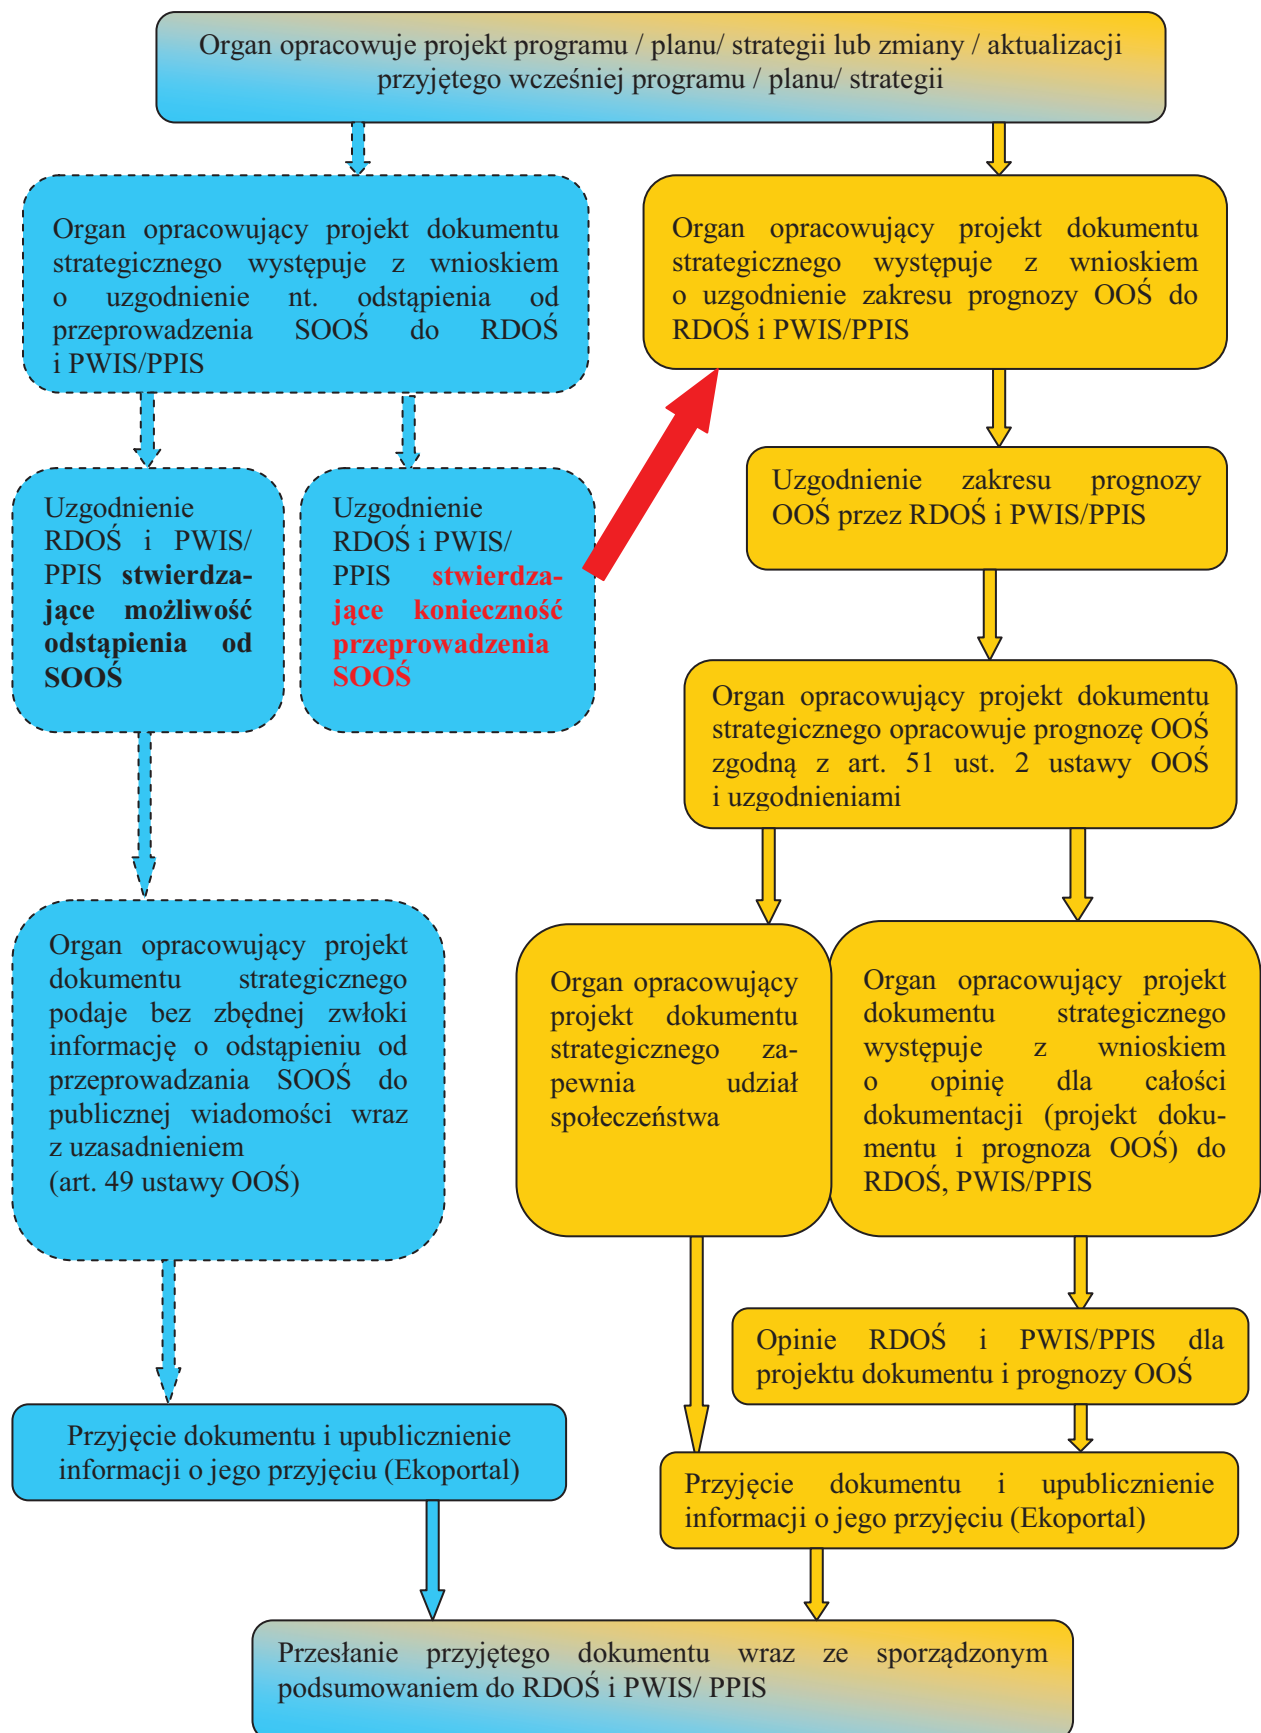 Organ opracowuje projekt programu / planu/ strategii lub zmiany / aktualizacji
przyjętego wcześniej programu / planu/ strategii
Organ opracowujący projekt dokumentu
strategicznego występuje z wnioskiem
o uzgodnienie nt. odstąpienia od
przeprowadzenia SOOŚ do RDOŚ
i PWIS/PPIS
Organ opracowujący projekt dokumentu
strategicznego występuje z wnioskiem
o uzgodnienie zakresu prognozy OOŚ do
RDOŚ i PWIS/PPIS
Uzgodnienie
RDOŚ i PWIS/
PPIS stwierdza-
jące możliwość
odstąpienia od
SOOŚ
Uzgodnienie
RDOŚ i PWIS/
PPIS stwierdza-
jące konieczność
przeprowadzenia
SOOŚ
Uzgodnienie zakresu prognozy
OOŚ przez RDOŚ i PWIS/PPIS
Organ opracowujący projekt dokumentu
strategicznego opracowuje prognozę OOŚ
zgodną z art. 51 ust. 2 ustawy OOŚ
i uzgodnieniami
Organ opracowujący projekt
dokumentu strategicznego
podaje bez zbędnej zwłoki
informację o odstąpieniu od
przeprowadzania SOOŚ do
publicznej wiadomości wraz
z uzasadnieniem
(art. 49 ustawy OOŚ)
Organ opracowujący
projekt dokumentu
strategicznego za-
pewnia udział
społeczeństwa
Organ opracowujący projekt
dokumentu strategicznego
występuje z wnioskiem
o opinię dla całości
dokumentacji (projekt doku-
mentu i prognoza OOŚ) do
RDOŚ, PWIS/PPIS
Opinie RDOŚ i PWIS/PPIS dla
projektu dokumentu i prognozy OOŚ
Przyjęcie dokumentu i upublicznienie
informacji o jego przyjęciu (Ekoportal)
Przyjęcie dokumentu i upublicznienie
informacji o jego przyjęciu (Ekoportal)
Przesłanie przyjętego dokumentu wraz ze sporządzonym
podsumowaniem do RDOŚ i PWIS/ PPIS